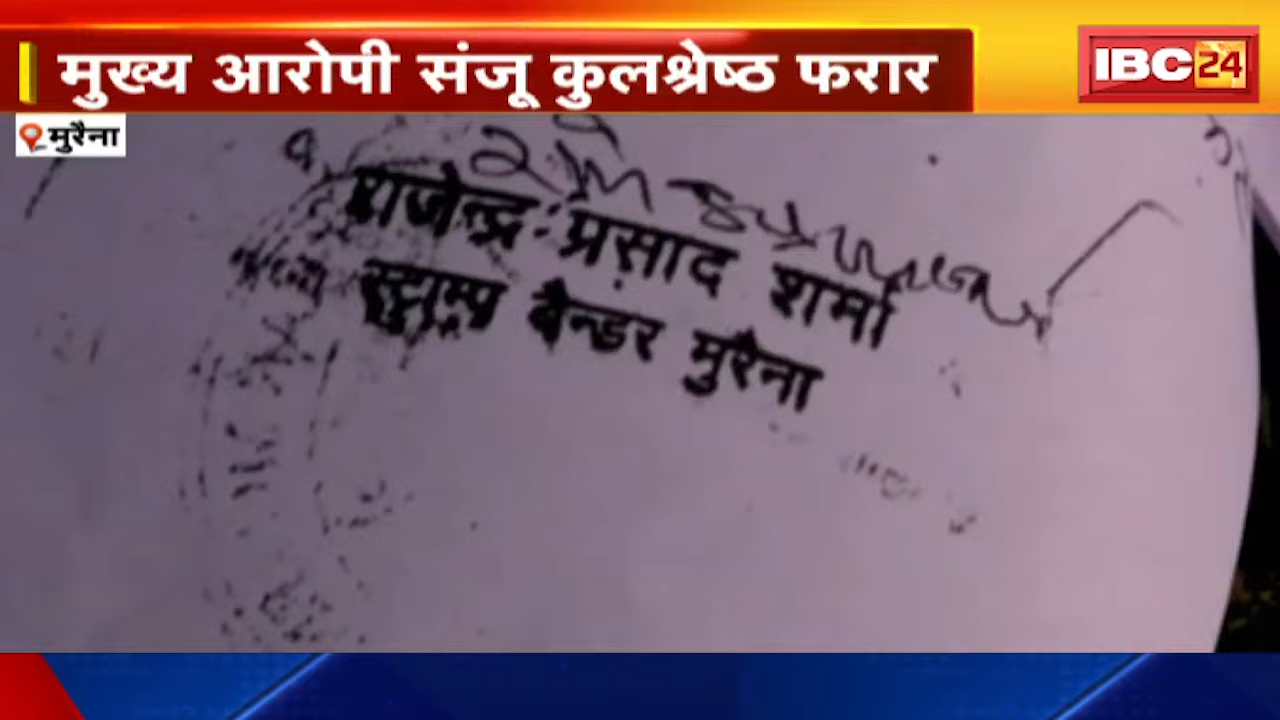 मुख्य आरोपी संजू कुलश्रेष्ठ फरार
IBC24
मुरैना
राजेन्द्र प्रसाद शर्मा
स्टाम्प वैन्डर मुरैना